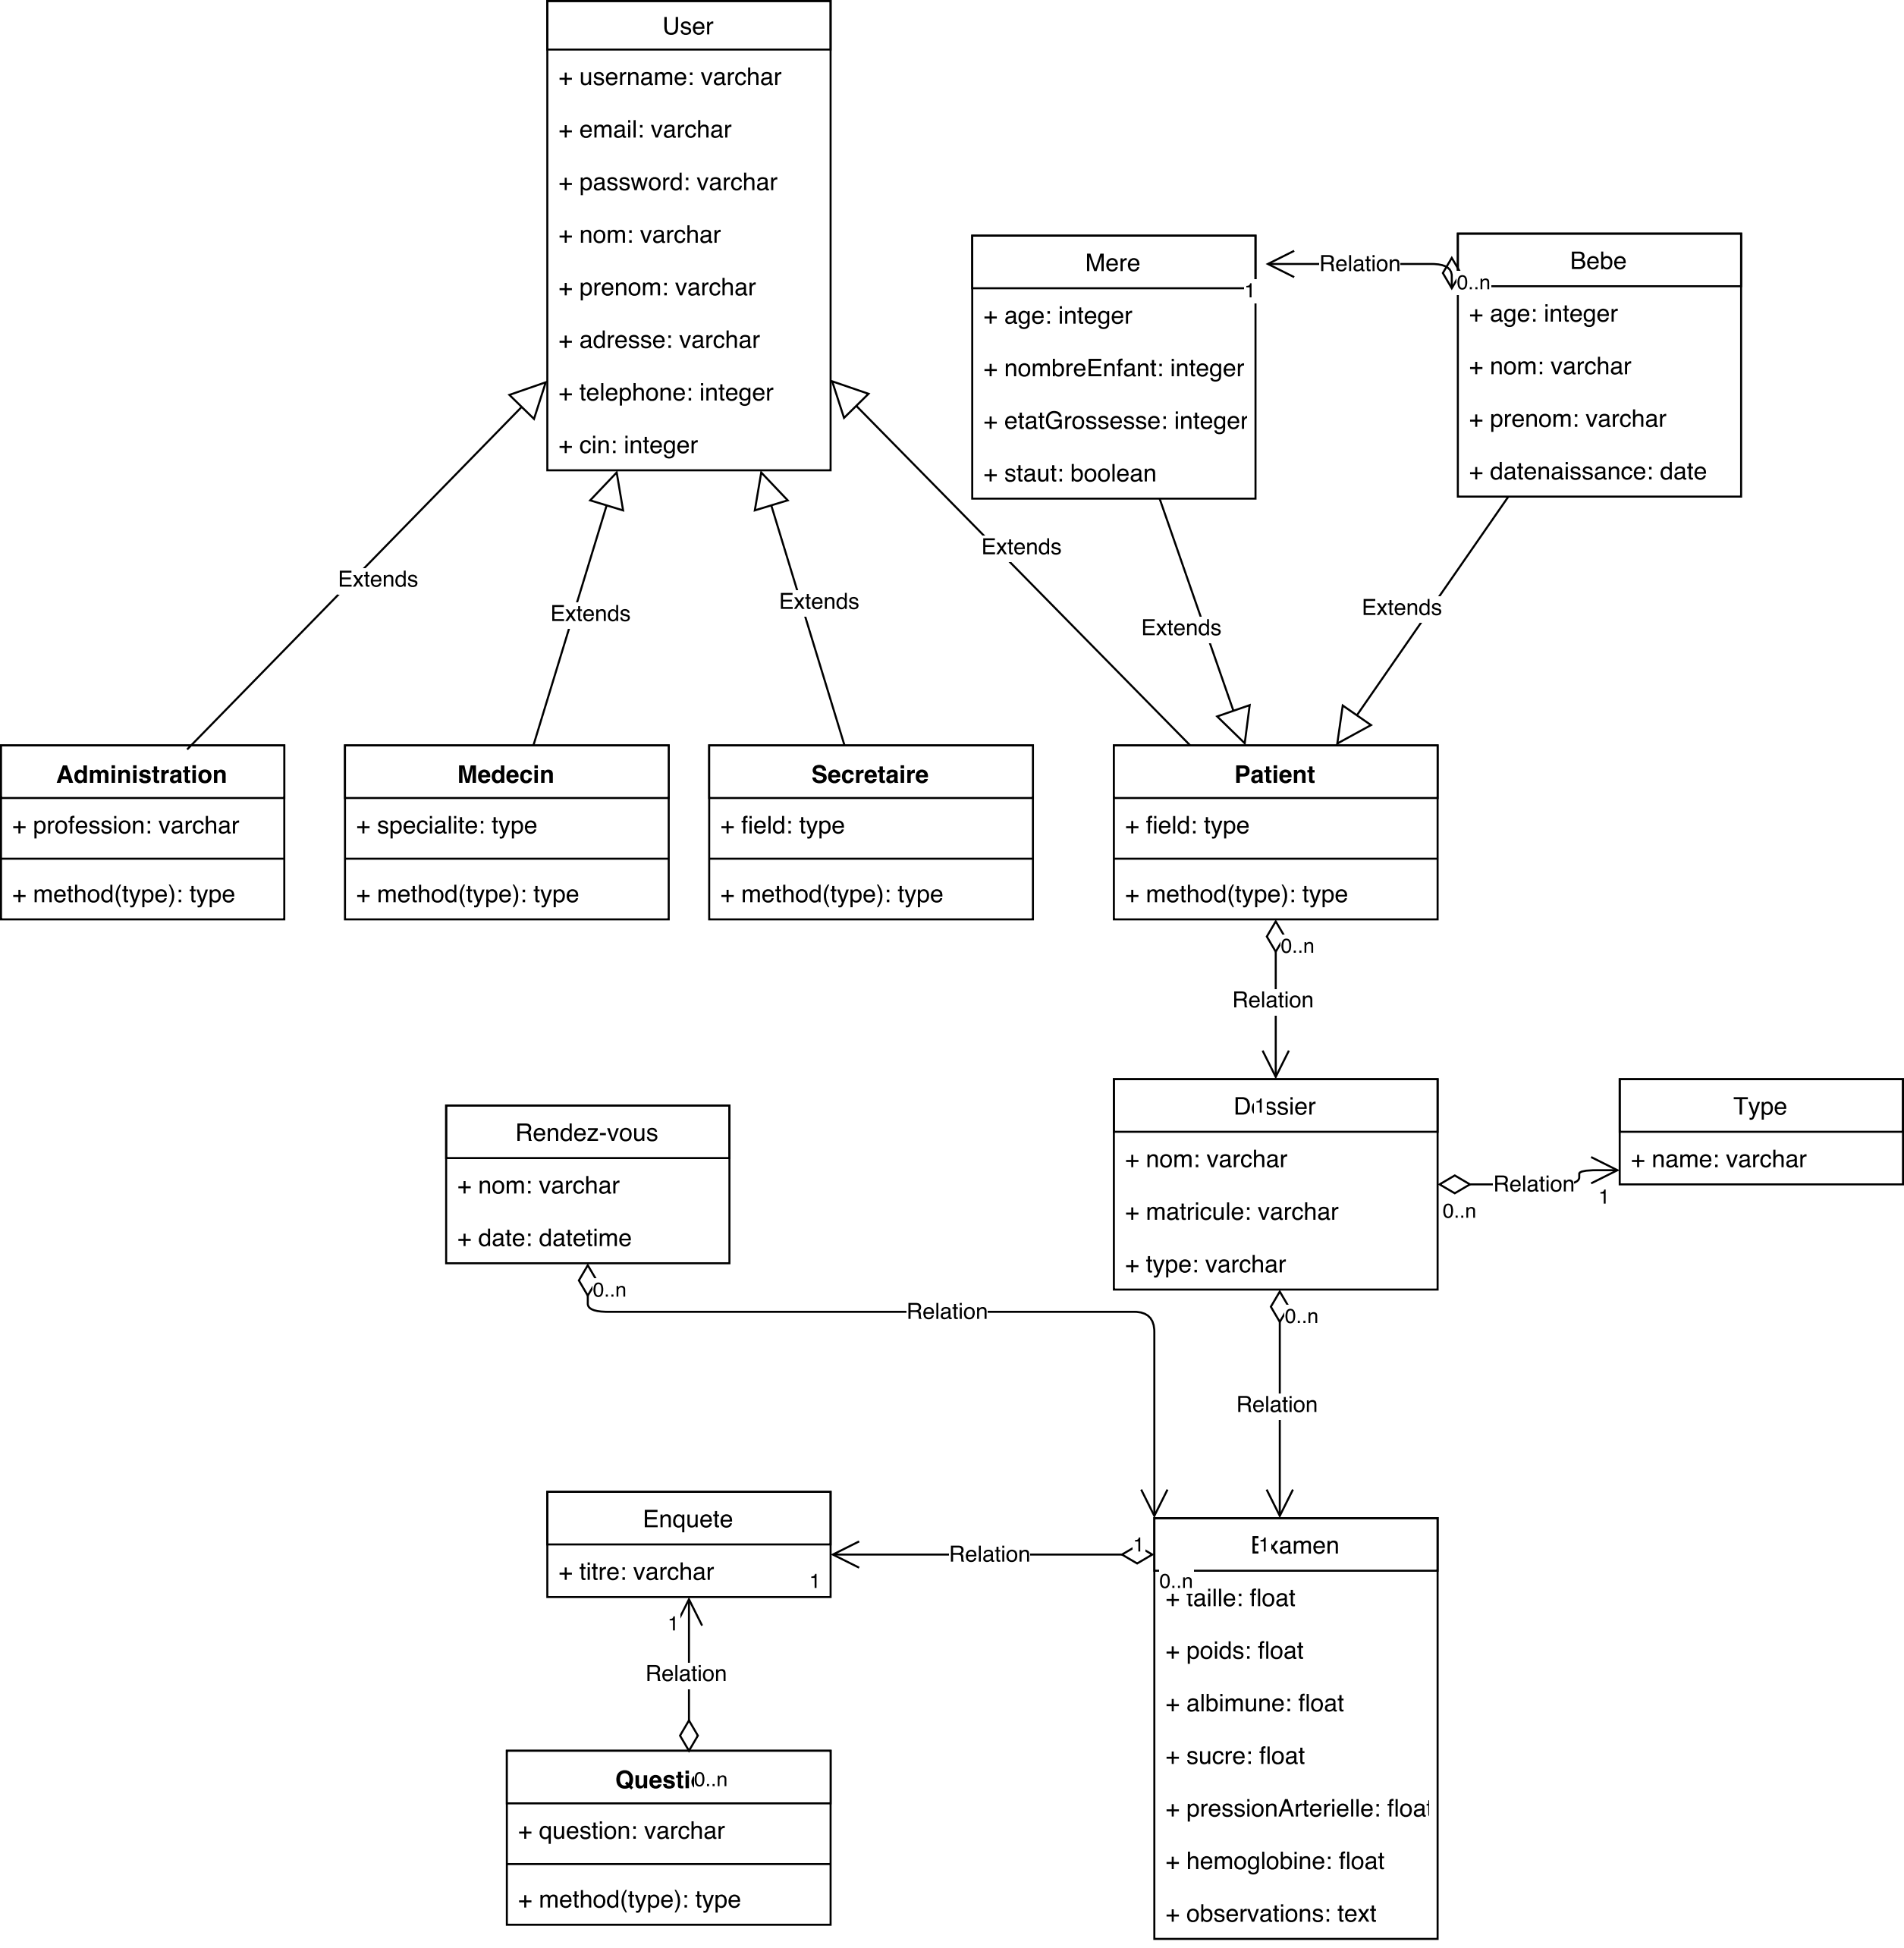 User
+ username: varchar
+ email: varchar
+ password: varchar
+ nom: varchar
+ prenom: varchar
+ adresse: varchar
+ telephone: integer
+ cin: integer
Mere
1
+ age: integer
+ nombreEnfant: integer
+ etatGrossesse: integer
+ staut: boolean
Relation
Bebe
0..n
+ age: integer
+ nom: varchar
+ prenom: varchar
+ datenaissance: date
Extends
Extends
Extends
Extends
Extends
Extends
Administration
+ profession: varchar
+ method(type): type
Medecin
+ specialite: type
+ method(type): type
Secretaire
+ field: type
+ method(type): type
Patient
+ field: type
+ method(type): type
0..n
Relation
Rendez-vous
+ nom: varchar
+ date: datetime
0..n
Relation
1
+ nom: varchar
+ matricule: varchar
+ type: varchar
0..n
Relation
1
0..n
Type
+ name: varchar
Relation
Enquete
+ titre: varchar
1
Relation
1
1
0..n
+ taille: float
+ poids: float
+ albimune: float
+ sucre: float
+ pressionArterielle: float
+ hemoglobine: float
+ observations: text
1
Relation
0..n
+ question: varchar
+ method(type): type